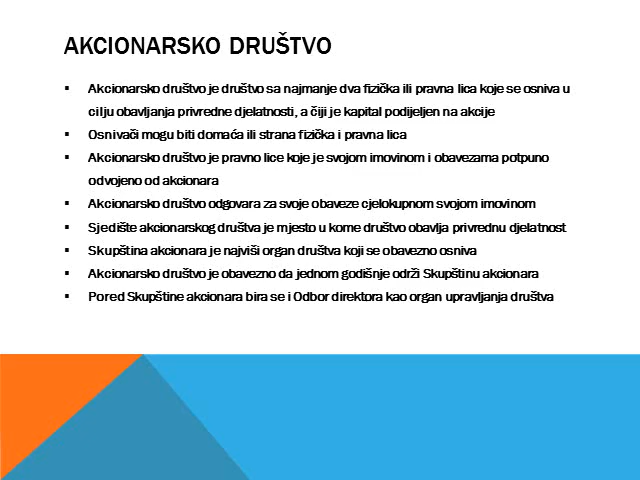 AKCIONARSKO DRUŠTVO
▪ Akcionarsko društvo je društvo sa najmanje dva fizička ili pravna lica koje se osniva u
cilju obavljanja privredne djelatnosti, a čiji je kapital podijeljen na akcije
▪ Osnivači mogu biti domaća ili strana fizička i pravna lica
▪ Akcionarsko društvo je pravno lice koje je svojom imovinom i obavezama potpuno
odvojeno od akcionara
▪ Akcionarsko društvo odgovara za svoje obaveze cjelokupnom svojom imovinom
▪ Sjedište akcionarskog društva je mjesto u kome društvo obavlja privrednu djelatnost
▪ Skupština akcionara je najviši organ društva koji se obavezno osniva
▪ Akcionarsko društvo je obavezno da jednom godišnje održi Skupštinu akcionara
▪ Pored Skupštine akcionara bira se i Odbor direktora kao organ upravljanja društva